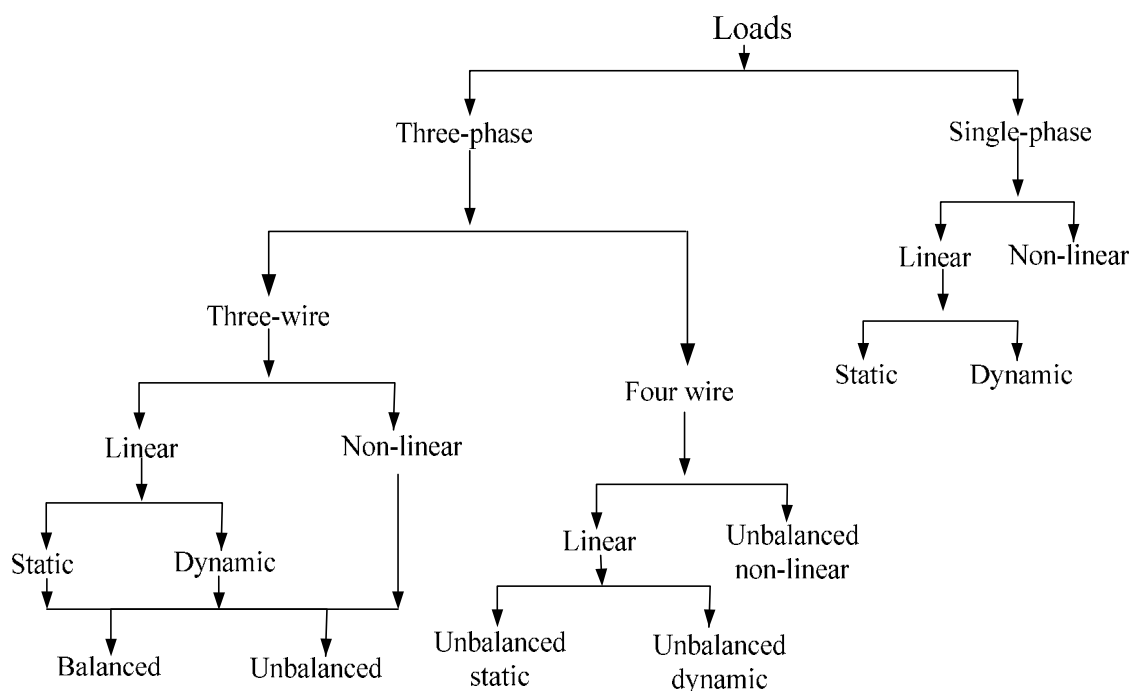 Loads
Three-phase
Single-phase
Linear
Non-linear
Three-wire
Static
Dynamic
Four wire
Linear
Non-linear
Linear
Unbalanced
non-linear
Static
Dynamic
Unbalanced
static
Unbalanced
dynamic
Balanced
Unbalanced